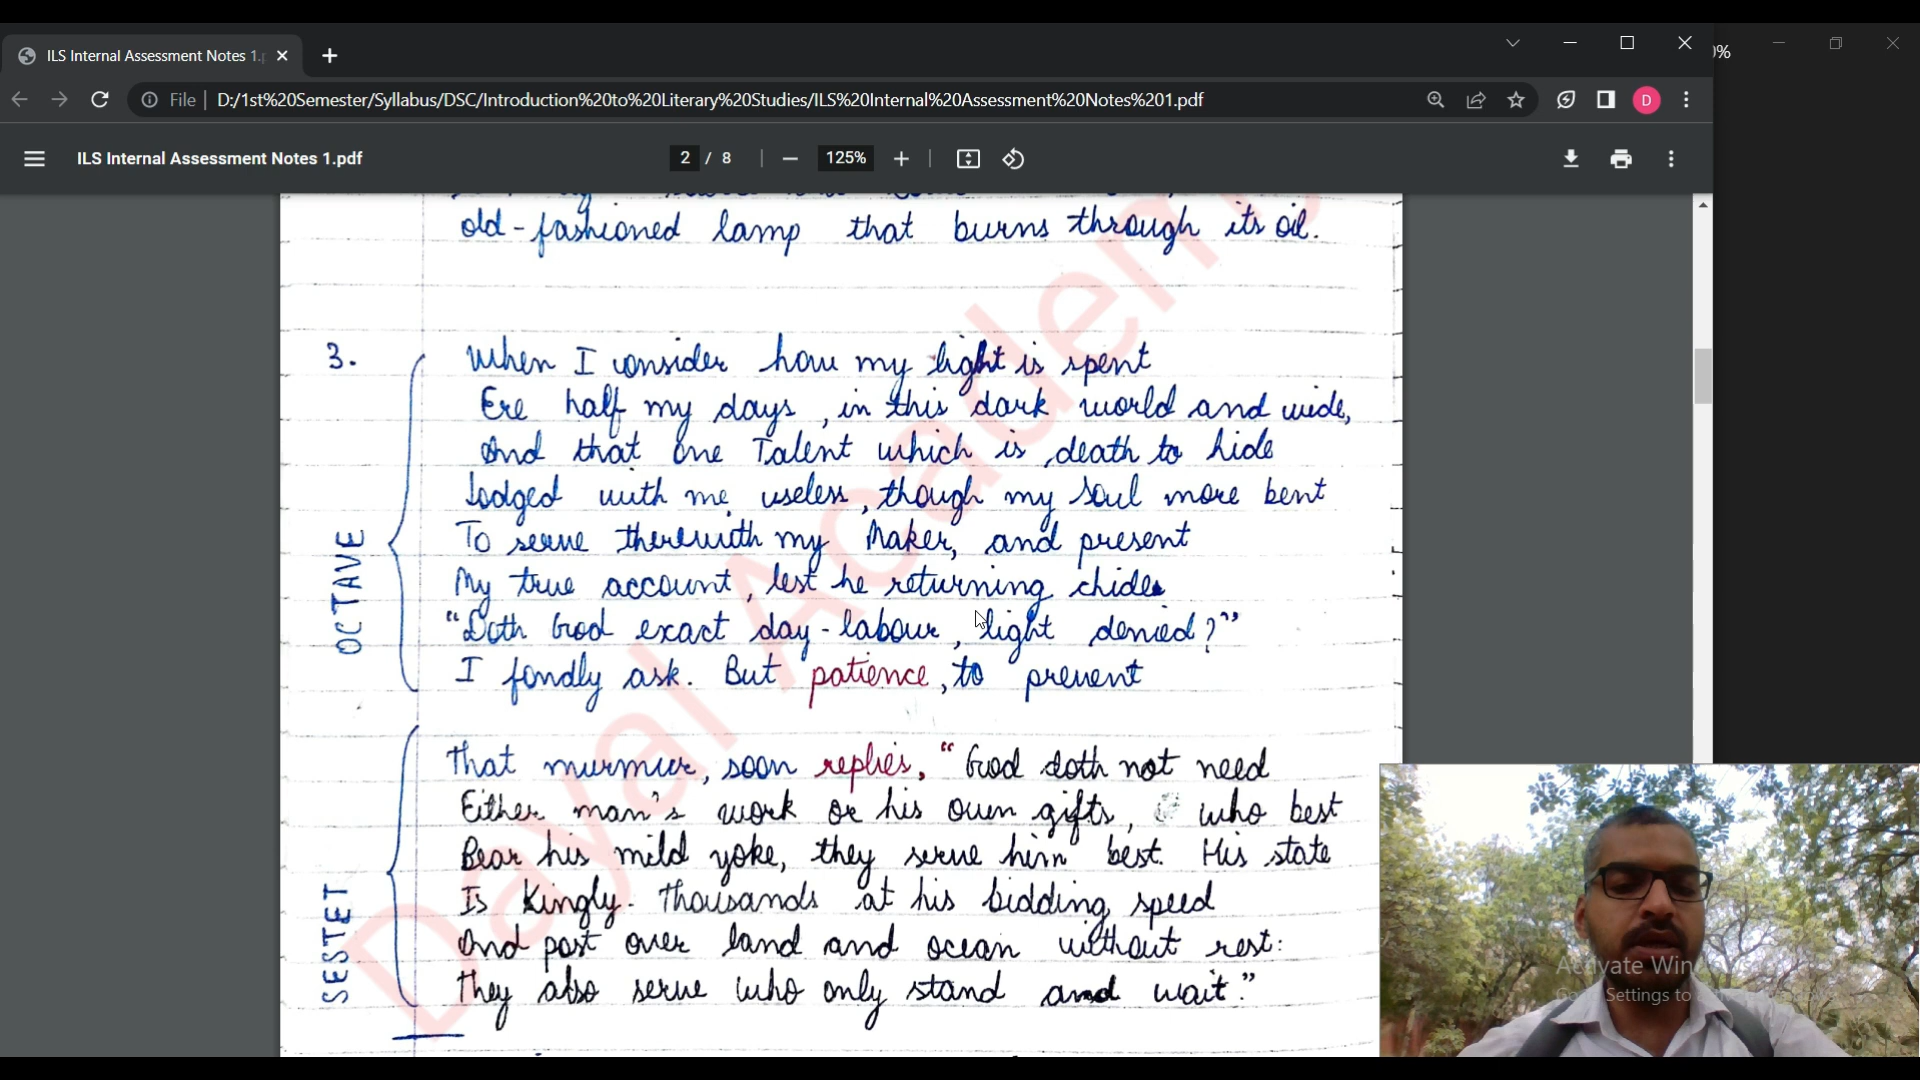 ILS Internal Assessment Notes 1.p
%
File
D:/1st%20Semester/Syllabus/DSC/Introduction%20to%20Literary%20Studies/ILS%20Internal%20Assessment%20Notes%201.pdf
D
ILS Internal Assessment Notes 1.pdf
2 / 8
125%
old-fashioned lamp that burns through its oil.
3.
When I consider how my light is spent
Ere half my days, in this dark world and wide,
And that One Talent which is death to hide
Lodged with me useless, though my Soul more bent
To serve therewith my Maker, and present
My true account, lest he returning chide
"Doth God exact day-labour, light denied?"
I fondly ask. But patience, to prevent
OCTAVE
That murmur, soon replies, "God doth not need
Either man's work or his own gifts, who best
Bear his mild yoke, they serve him best. His state
Is Kingly. Thousands at his bidding speed
And post over land and ocean without rest:
They also serve who only stand and wait."
SESTET
Dayal Academ
Activate Win
Settings to